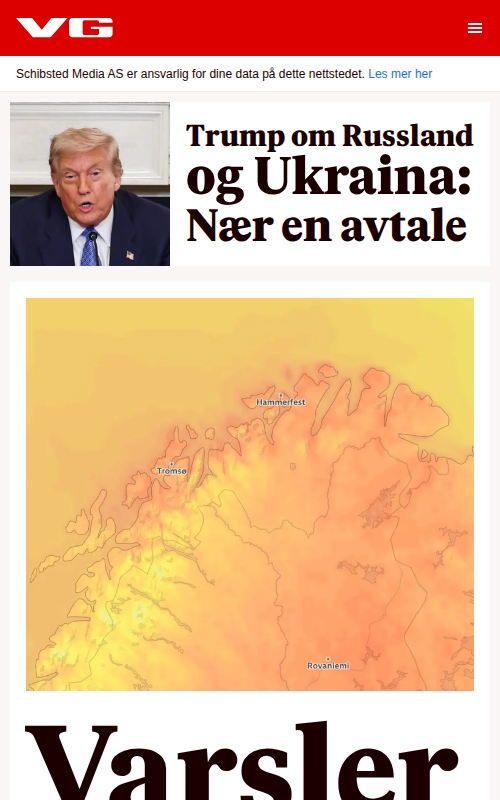 VG
Schibsted Media AS er ansvarlig for dine data på dette nettstedet. Les mer her
Trump om Russland
og Ukraina:
Nær en avtale
Hammerfest
Tromsø
Rovaniemi
Varsler